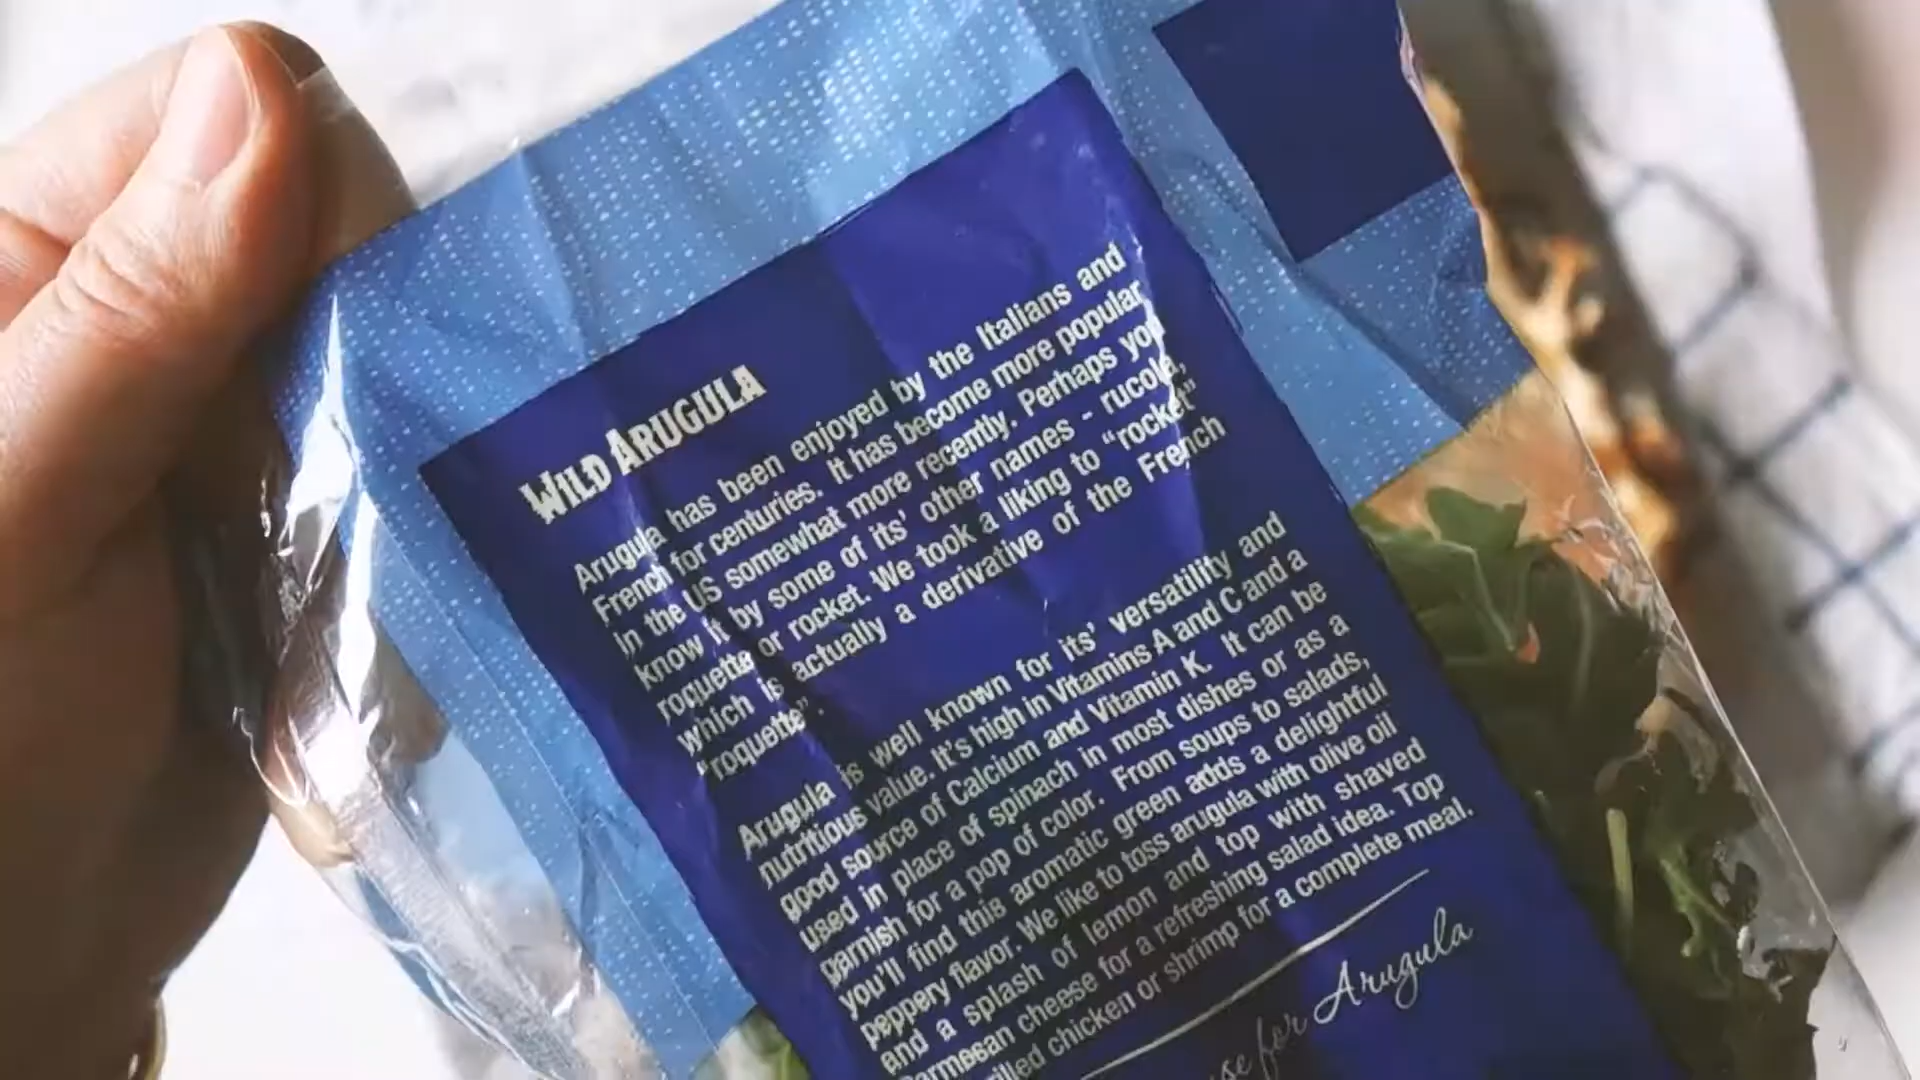 WILD ARUGULA
Arugula has been enjoyed by the Italians and
French for centuries. It has become more popular
in the US somewhat more recently. Perhaps you
know it by some of its' other names - rucola,
roquette or rocket. We took a liking to "rocket"
which is actually a derivative of the French
"roquette".
Arugula is well known for its' versatility and
nutritious value. It's high in Vitamins A and C and a
good source of Calcium and Vitamin K. It can be
used in place of spinach in most dishes or as a
garnish for a pop of color. From soups to salads,
you'll find this aromatic green adds a delightful
peppery flavor. We like to toss arugula with olive oil
and a splash of lemon and top with shaved
Parmesan cheese for a refreshing salad idea. Top
grilled chicken or shrimp for a complete meal.
for Arugula